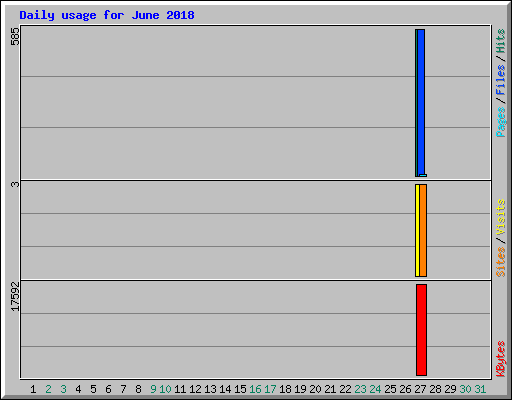 Daily usage for June 2018
585
3
17592
Pages / Files / Hits
Sites / Visits
KBytes
1 2 3 4 5 6 7 8 9 10 11 12 13 14 15 16 17 18 19 20 21 22 23 24 25 26 27 28 29 30 31